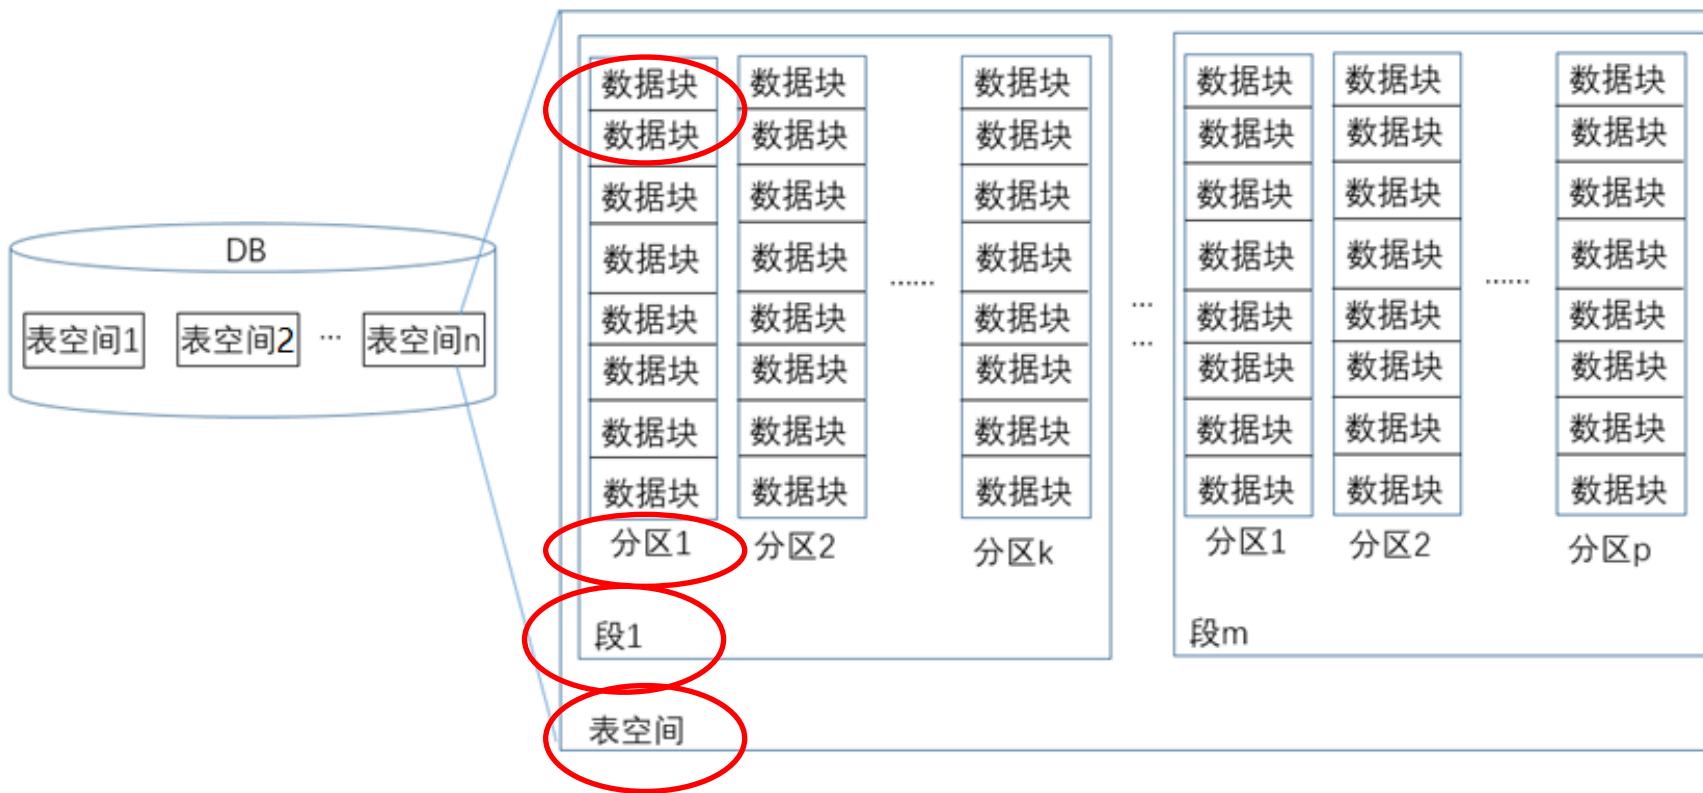 DB
表空间1 表空间2 ... 表空间n
数据块 数据块 数据块 数据块 数据块 数据块
数据块 数据块 数据块 数据块 数据块 数据块
数据块 数据块 数据块 数据块 数据块 数据块
数据块 数据块 ...... 数据块 数据块 数据块 ...... 数据块
数据块 数据块 数据块 ... 数据块 数据块 数据块
数据块 数据块 数据块 ... 数据块 数据块 数据块
数据块 数据块 数据块 数据块 数据块 数据块
数据块 数据块 数据块 数据块 数据块 数据块
分区1 分区2 分区k 分区1 分区2 分区p
段1 段m
表空间